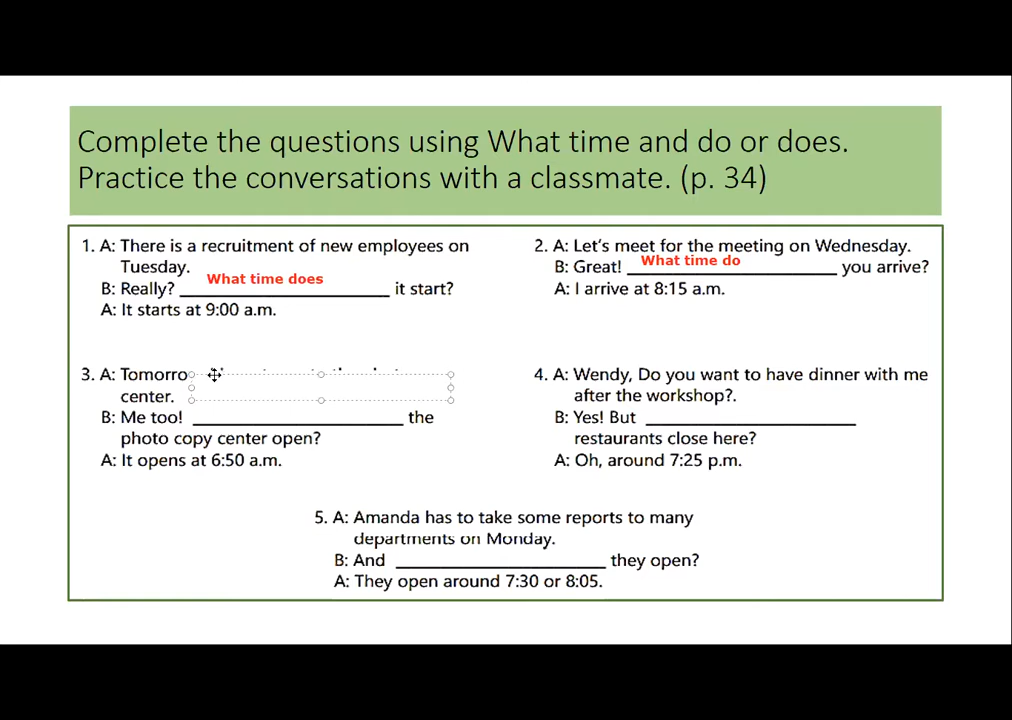 Complete the questions using What time and do or does.
Practice the conversations with a classmate. (p. 34)
1. A: There is a recruitment of new employees on
Tuesday.
What time does
B: Really? ____________________ it start?
A: It starts at 9:00 a.m.
2. A: Let's meet for the meeting on Wednesday.
What time do
B: Great! ____________________ you arrive?
A: I arrive at 8:15 a.m.
3. A: Tomorro
center.
B: Me too! ____________________ the
photo copy center open?
A: It opens at 6:50 a.m.
4. A: Wendy, Do you want to have dinner with me
after the workshop?.
B: Yes! But ____________________
restaurants close here?
A: Oh, around 7:25 p.m.
5. A: Amanda has to take some reports to many
departments on Monday.
B: And ____________________ they open?
A: They open around 7:30 or 8:05.